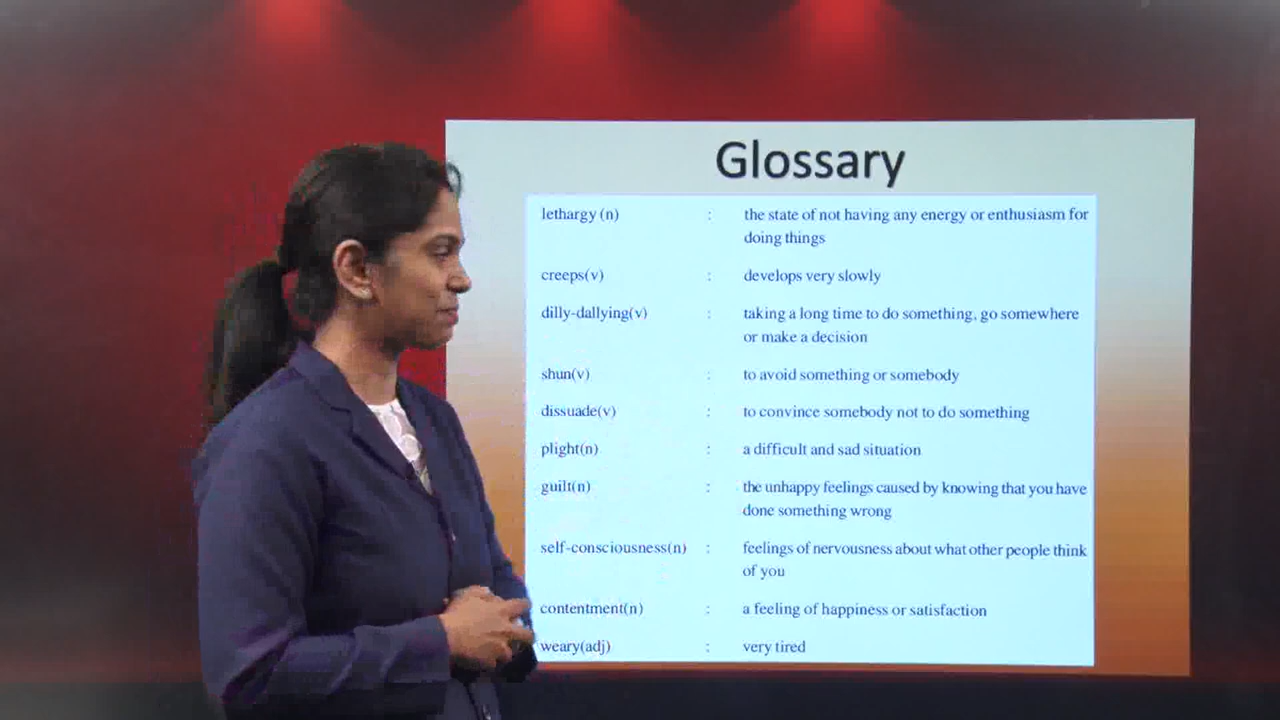 Glossary
lethargy (n) : the state of not having any energy or enthusiasm for
doing things
creeps(v) : develops very slowly
dilly-dallying(v) : taking a long time to do something, go somewhere
or make a decision
shun(v) : to avoid something or somebody
dissuade(v) : to convince somebody not to do something
plight(n) : a difficult and sad situation
guilt(n) : the unhappy feelings caused by knowing that you have
done something wrong
self-consciousness(n) : feelings of nervousness about what other people think
of you
contentment(n) : a feeling of happiness or satisfaction
weary(adj) : very tired